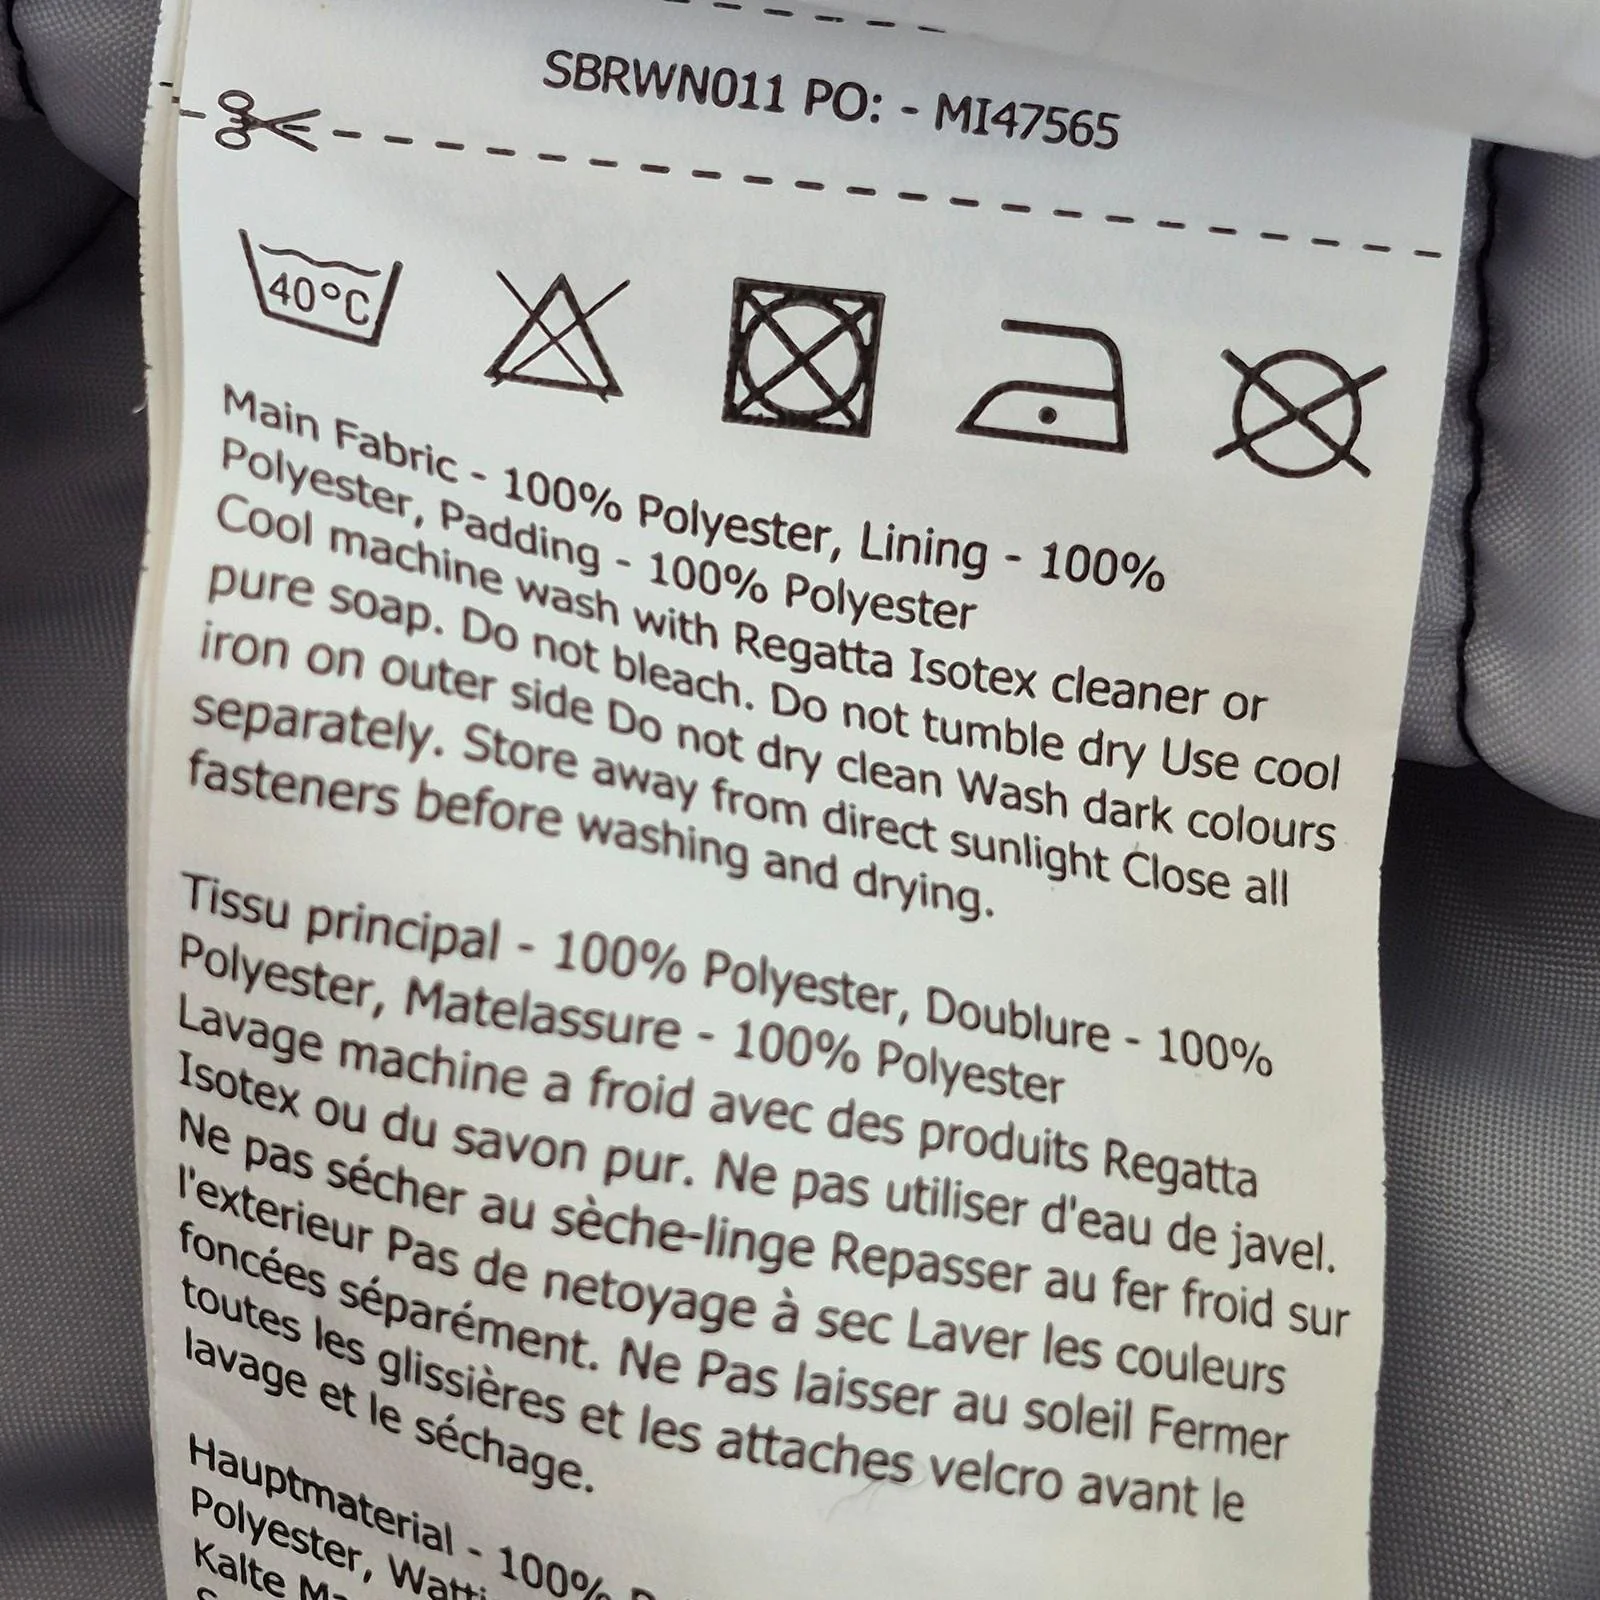 SBRWN011 PO: - MI47565
40°C
Main Fabric - 100% Polyester, Lining - 100%
Polyester, Padding - 100% Polyester
Cool machine wash with Regatta Isotex cleaner or
pure soap. Do not bleach. Do not tumble dry Use cool
iron on outer side Do not dry clean Wash dark colours
separately. Store away from direct sunlight Close all
fasteners before washing and drying.
Tissu principal - 100% Polyester, Doublure - 100%
Polyester, Matelassure - 100% Polyester
Lavage machine a froid avec des produits Regatta
Isotex ou du savon pur. Ne pas utiliser d'eau de javel.
Ne pas sécher au sèche-linge Repasser au fer froid sur
l'exterieur Pas de netoyage à sec Laver les couleurs
foncées séparément. Ne Pas laisser au soleil Fermer
toutes les glissières et les attaches velcro avant le
lavage et le séchage.
Hauptmaterial - 100%
Polyester,
Kalte